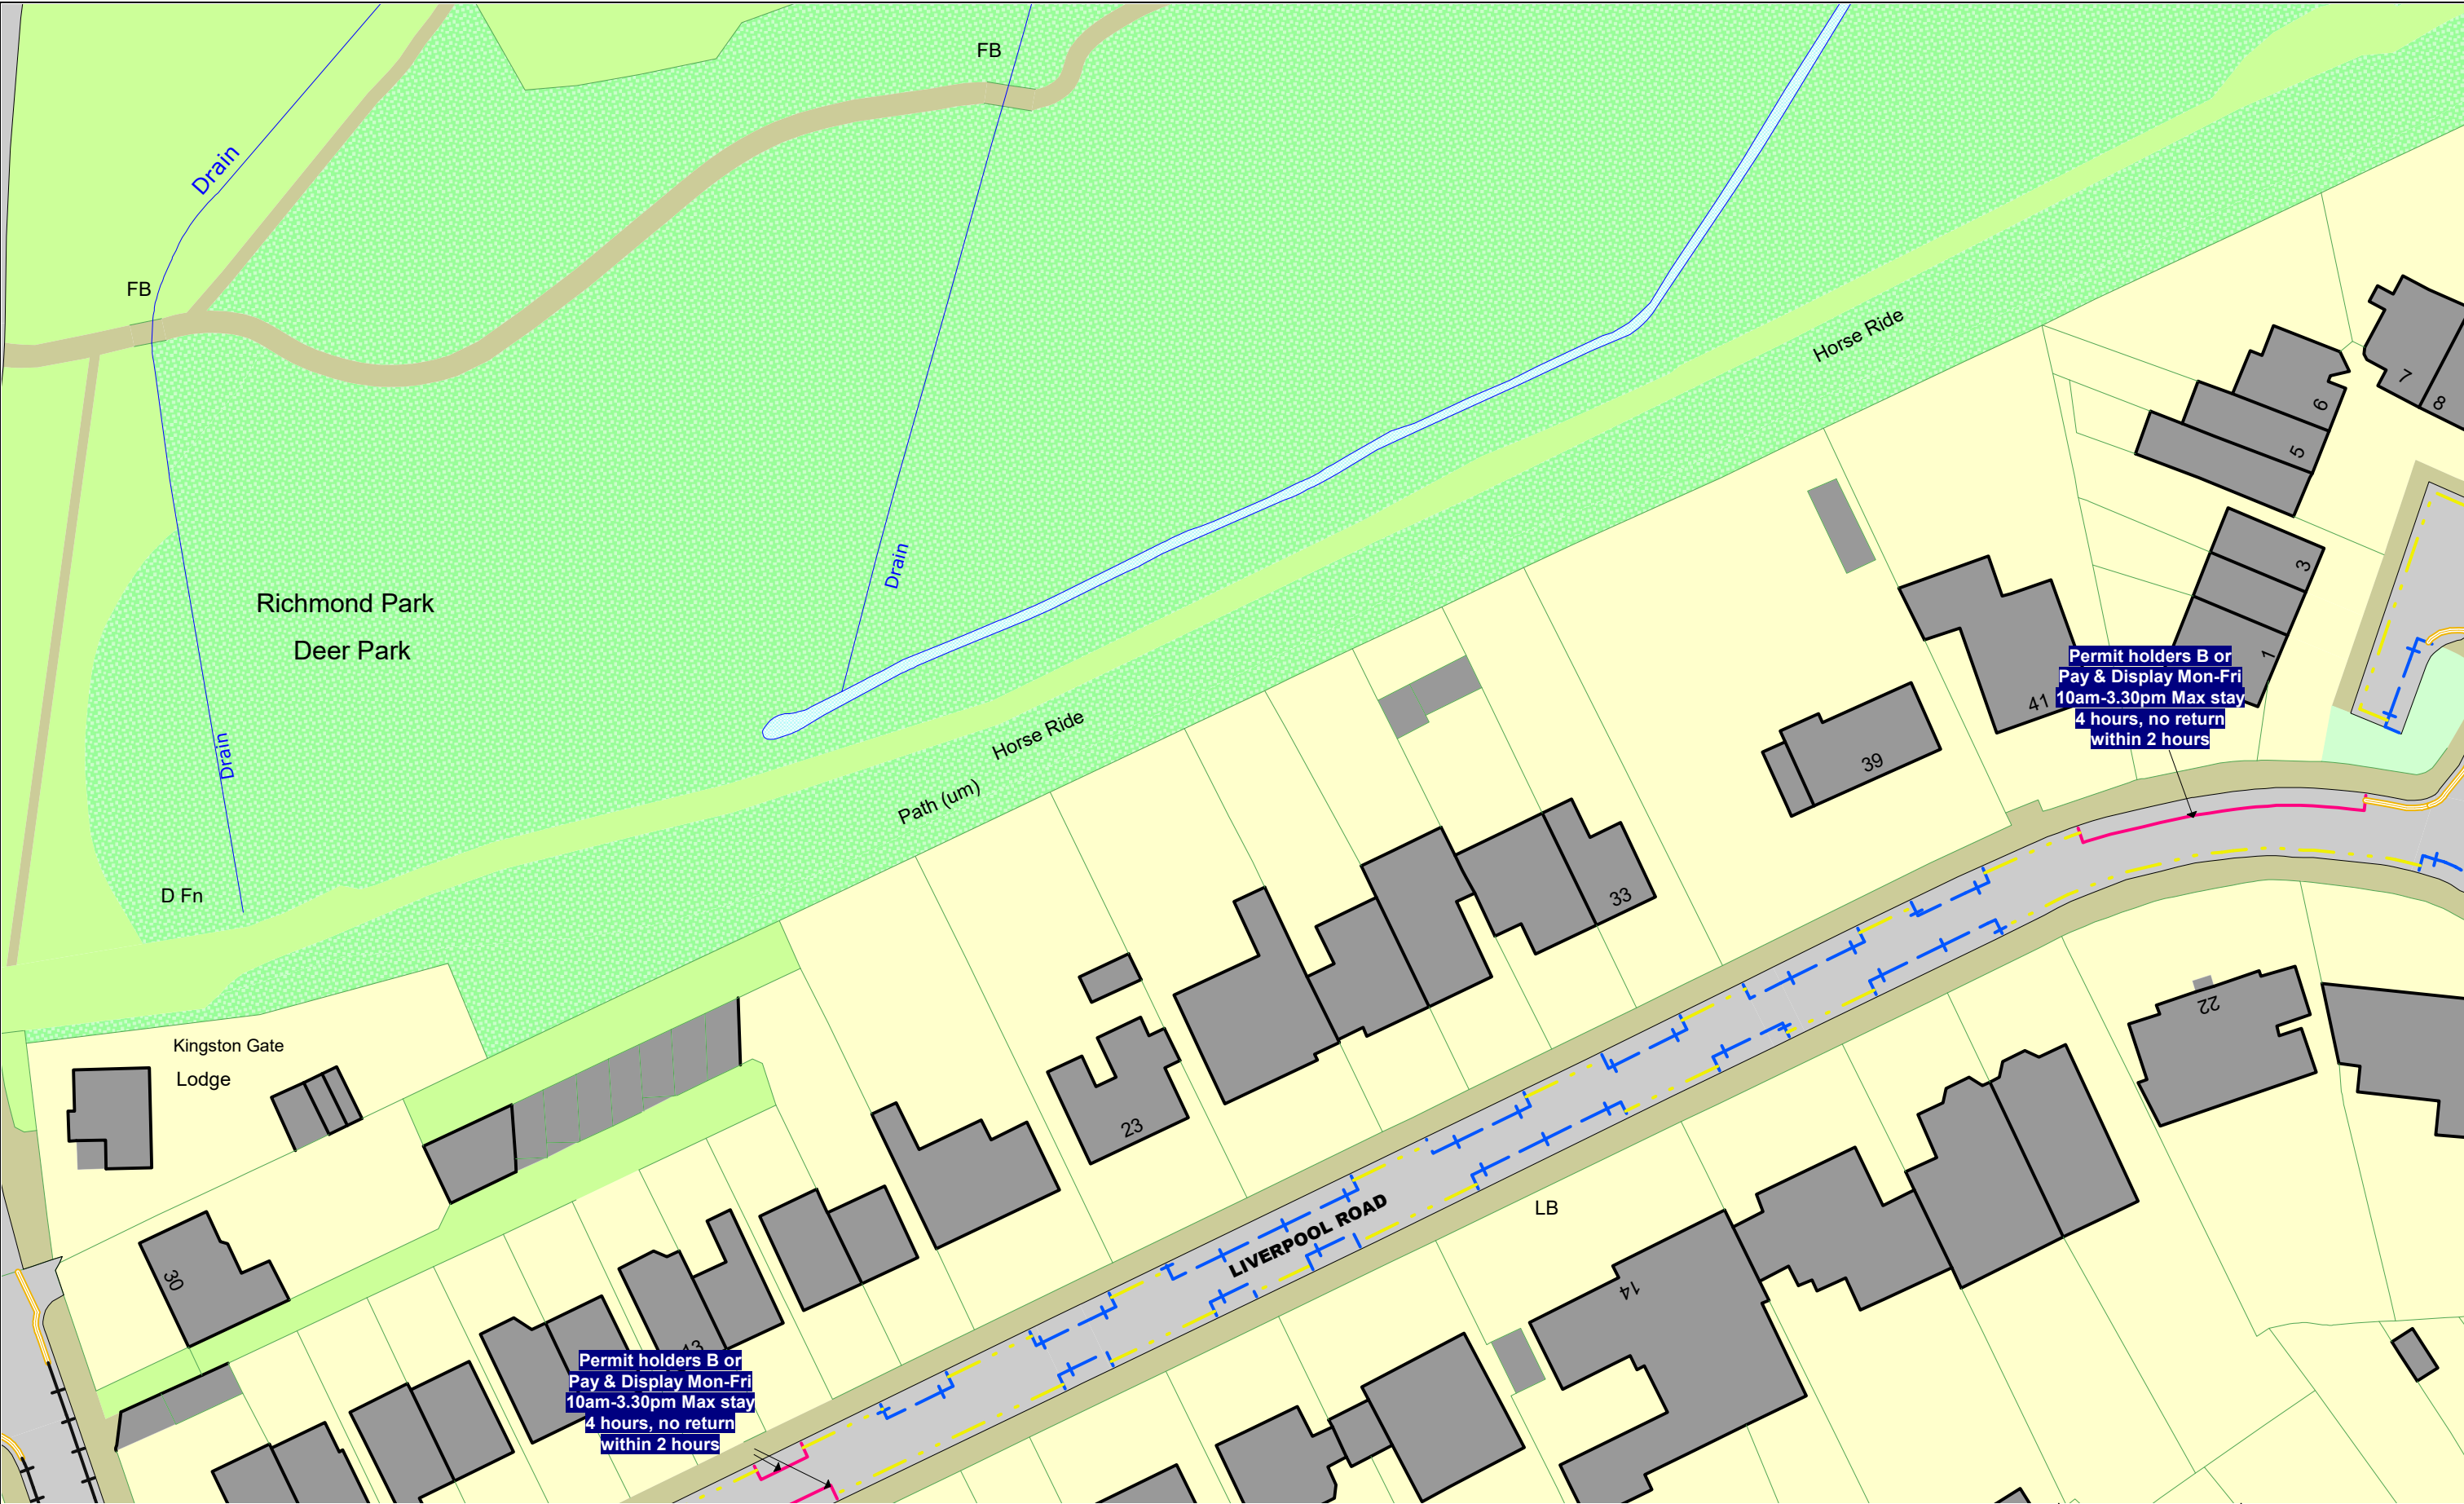 FB
Drain
FB
Horse Ride
7
8
6
5
3
1
Drain
Richmond Park
Deer Park
Permit holders B or
Pay & Display Mon-Fri
10am-3.30pm Max stay
4 hours, no return
within 2 hours
41
39
Horse Ride
Drain
Path (um)
D Fn
33
22
Kingston Gate
Lodge
23
LB
LIVERPOOL ROAD
30
14
13
Permit holders B or
Pay & Display Mon-Fri
10am-3.30pm Max stay
4 hours, no return
within 2 hours